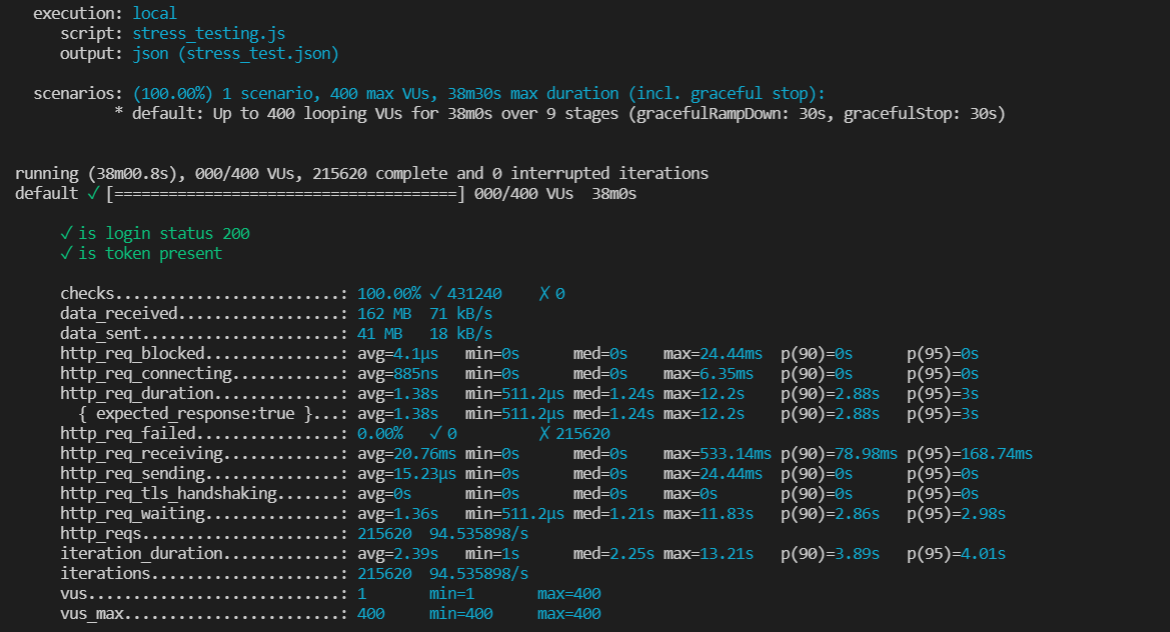 execution: local
script: stress_testing.js
output: json (stress_test.json)
scenarios: (100.00%) 1 scenario, 400 max VUs, 38m30s max duration (incl. graceful stop):
* default: Up to 400 looping VUs for 38m0s over 9 stages (gracefulRampDown: 30s, gracefulStop: 30s)
running (38m00.8s), 000/400 VUs, 215620 complete and 0 interrupted iterations
default ✓ [======================================] 000/400 VUs  38m0s
✓ is login status 200
✓ is token present
checks.........................: 100.00% ✓ 431240 ✗ 0
data_received..................: 162 MB 71 kB/s
data_sent......................: 41 MB 18 kB/s
http_req_blocked...............: avg=4.1µs min=0s med=0s max=24.44ms p(90)=0s p(95)=0s
http_req_connecting............: avg=885ns min=0s med=0s max=6.35ms p(90)=0s p(95)=0s
http_req_duration..............: avg=1.38s min=511.2µs med=1.24s max=12.2s p(90)=2.88s p(95)=3s
{ expected_response:true }...: avg=1.38s min=511.2µs med=1.24s max=12.2s p(90)=2.88s p(95)=3s
http_req_failed................: 0.00% ✓ 0 ✗ 215620
http_req_receiving.............: avg=20.76ms min=0s med=0s max=533.14ms p(90)=78.98ms p(95)=168.74ms
http_req_sending...............: avg=15.23µs min=0s med=0s max=24.44ms p(90)=0s p(95)=0s
http_req_tls_handshaking.......: avg=0s min=0s med=0s max=0s p(90)=0s p(95)=0s
http_req_waiting...............: avg=1.36s min=511.2µs med=1.21s max=11.83s p(90)=2.86s p(95)=2.98s
http_reqs......................: 215620 94.535898/s
iteration_duration.............: avg=2.39s min=1s med=2.25s max=13.21s p(90)=3.89s p(95)=4.01s
iterations.....................: 215620 94.535898/s
vus............................: 1 min=1 max=400
vus_max........................: 400 min=400 max=400